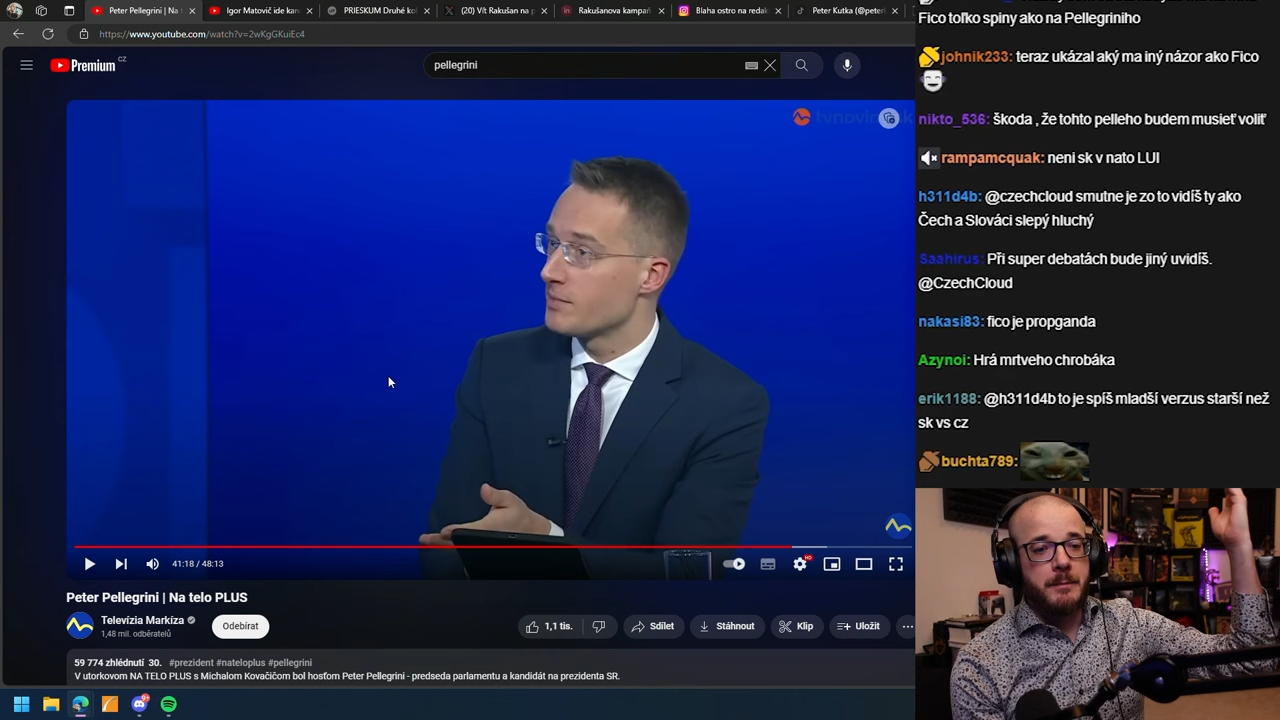 Peter Pellegrini | Na t
Igor Matovič ide kan
PRIESKUM Druhé kol
(20) Vít Rakušan na p
Rakušanova kampaň
Blaha ostro na redak
Peter Kutka (@peter
https://www.youtube.com/watch?v=2wKgGKuiEc4
Premium CZ
pellegrini
tvnoviny.sk
41:18 / 48:13
HD
Peter Pellegrini | Na telo PLUS
Televízia Markíza
1,48 mil. odběratelů
Odebírat
1,1 tis.
Sdílet
Stáhnout
Klip
Uložit
59 774 zhlédnutí 30. #prezident #nateloplus #pellegrini
V utorkovom NA TELO PLUS s Michalom Kovačičom bol hosťom Peter Pellegrini - predseda parlamentu a kandidát na prezidenta SR.
Fico toľko spiny ako na Pellegriniho
johnik233: teraz ukázal aký ma iný názor ako Fico
nikto_536: škoda , že tohto pelleho budem musieť voliť
rampamcquak: neni sk v nato LUI
h311d4b: @czechcloud smutne je zo to vidíš ty ako
Čech a Slováci slepý hluchý
Saahirus: Při super debatách bude jiný uvidíš.
@CzechCloud
nakasi83: fico je propganda
Azynoi: Hrá mrtveho chrobáka
erik1188: @h311d4b to je spíš mladší verzus starší než
sk vs cz
buchta789: